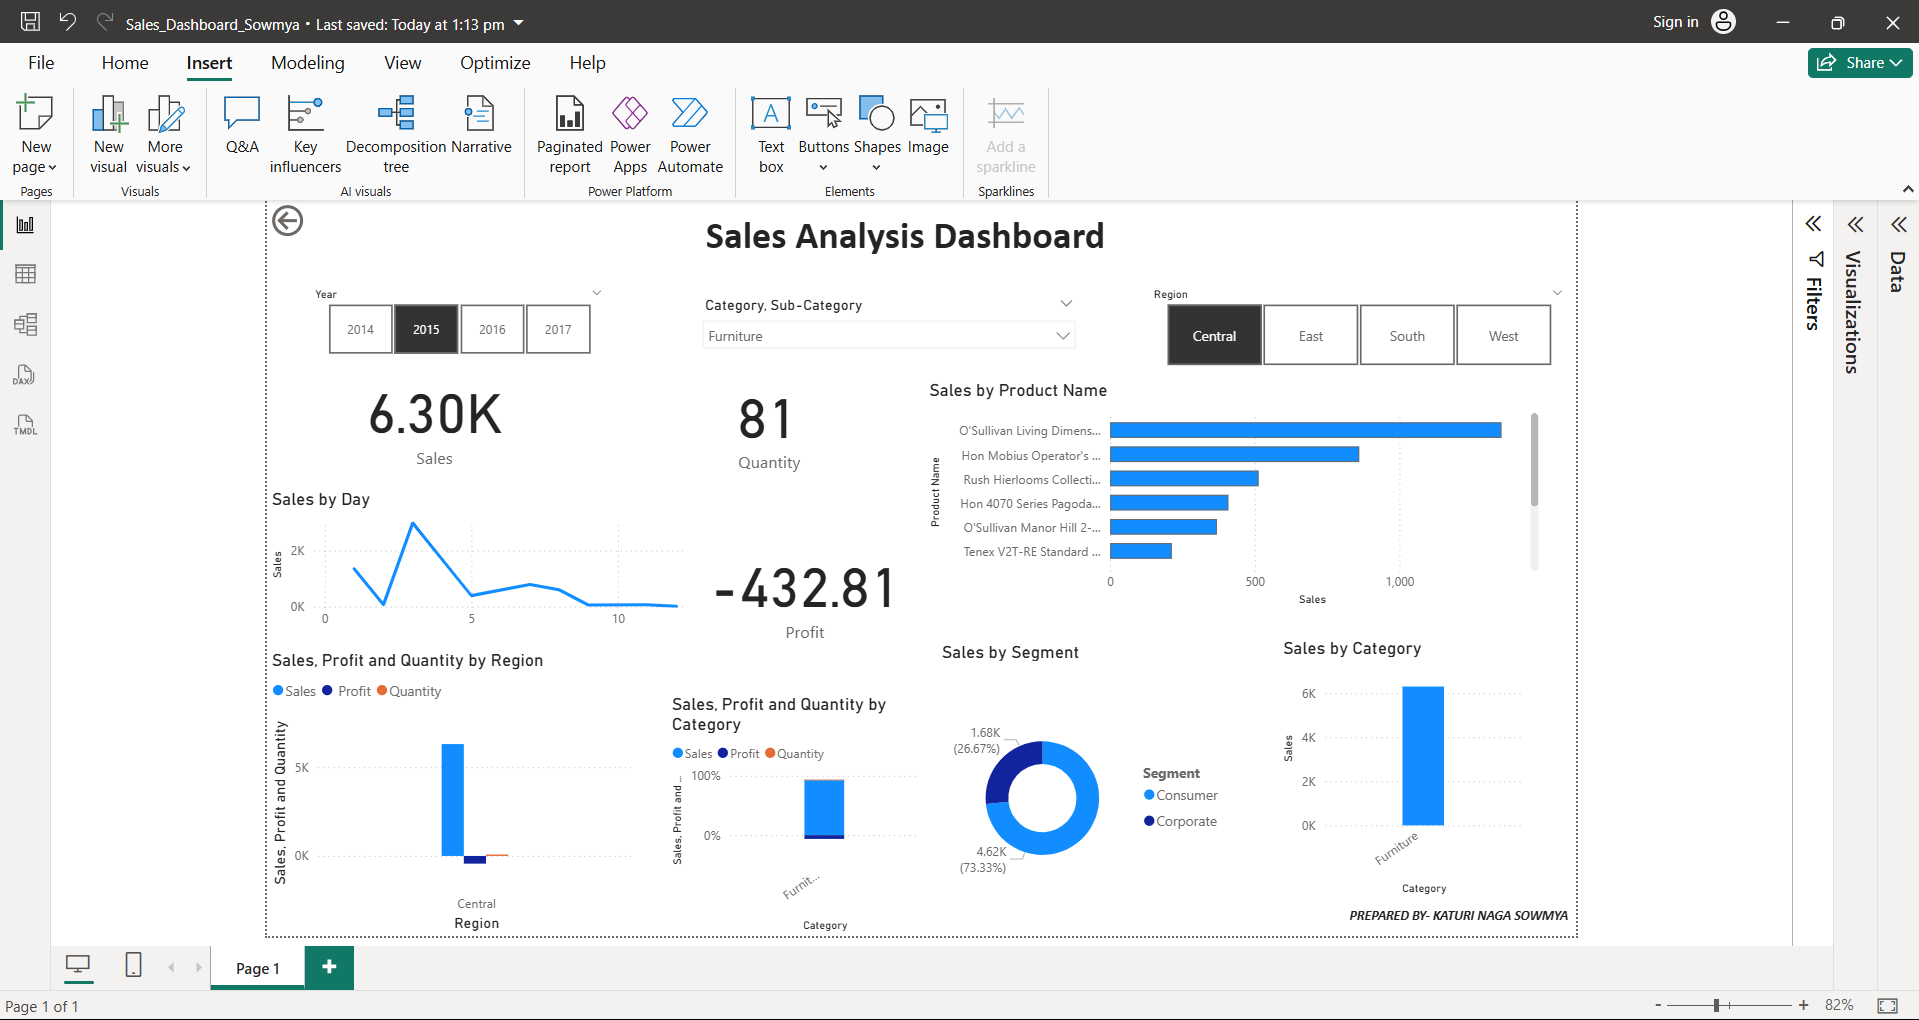 Sales_Dashboard_Sowmya • Last saved: Today at 1:13 pm
Sign in
File Home Insert Modeling View Optimize Help
Share
New page
Pages
New visual
More visuals
Visuals
Q&A
Key influencers
Decomposition tree
Narrative
AI visuals
Paginated report
Power Apps
Power Automate
Power Platform
Text box
Buttons
Shapes
Image
Elements
Add a sparkline
Sparklines
DAX
TMDL
Sales Analysis Dashboard
Year
2014 2015 2016 2017
Category, Sub-Category
Furniture
Region
Central East South West
6.30K
Sales
81
Quantity
-432.81
Profit
Sales by Product Name
Product Name
O'Sullivan Living Dimens...
Hon Mobius Operator's ...
Rush Hierlooms Collecti...
Hon 4070 Series Pagoda...
O'Sullivan Manor Hill 2-...
Tenex V2T-RE Standard ...
0 500 1,000
Sales
Sales by Day
Sales
2K
0K
0 5 10
Sales, Profit and Quantity by Region
Sales Profit Quantity
Sales, Profit and Quantity
5K
0K
Central
Region
Sales, Profit and Quantity by
Category
Sales Profit Quantity
Sales, Profit and ...
100%
0%
Furnit...
Category
Sales by Segment
1.68K
(26.67%)
4.62K
(73.33%)
Segment
Consumer
Corporate
Sales by Category
Sales
6K
4K
2K
0K
Furniture
Category
PREPARED BY- KATURI NAGA SOWMYA
Filters
Visualizations
Data
Page 1
Page 1 of 1
- + 82%